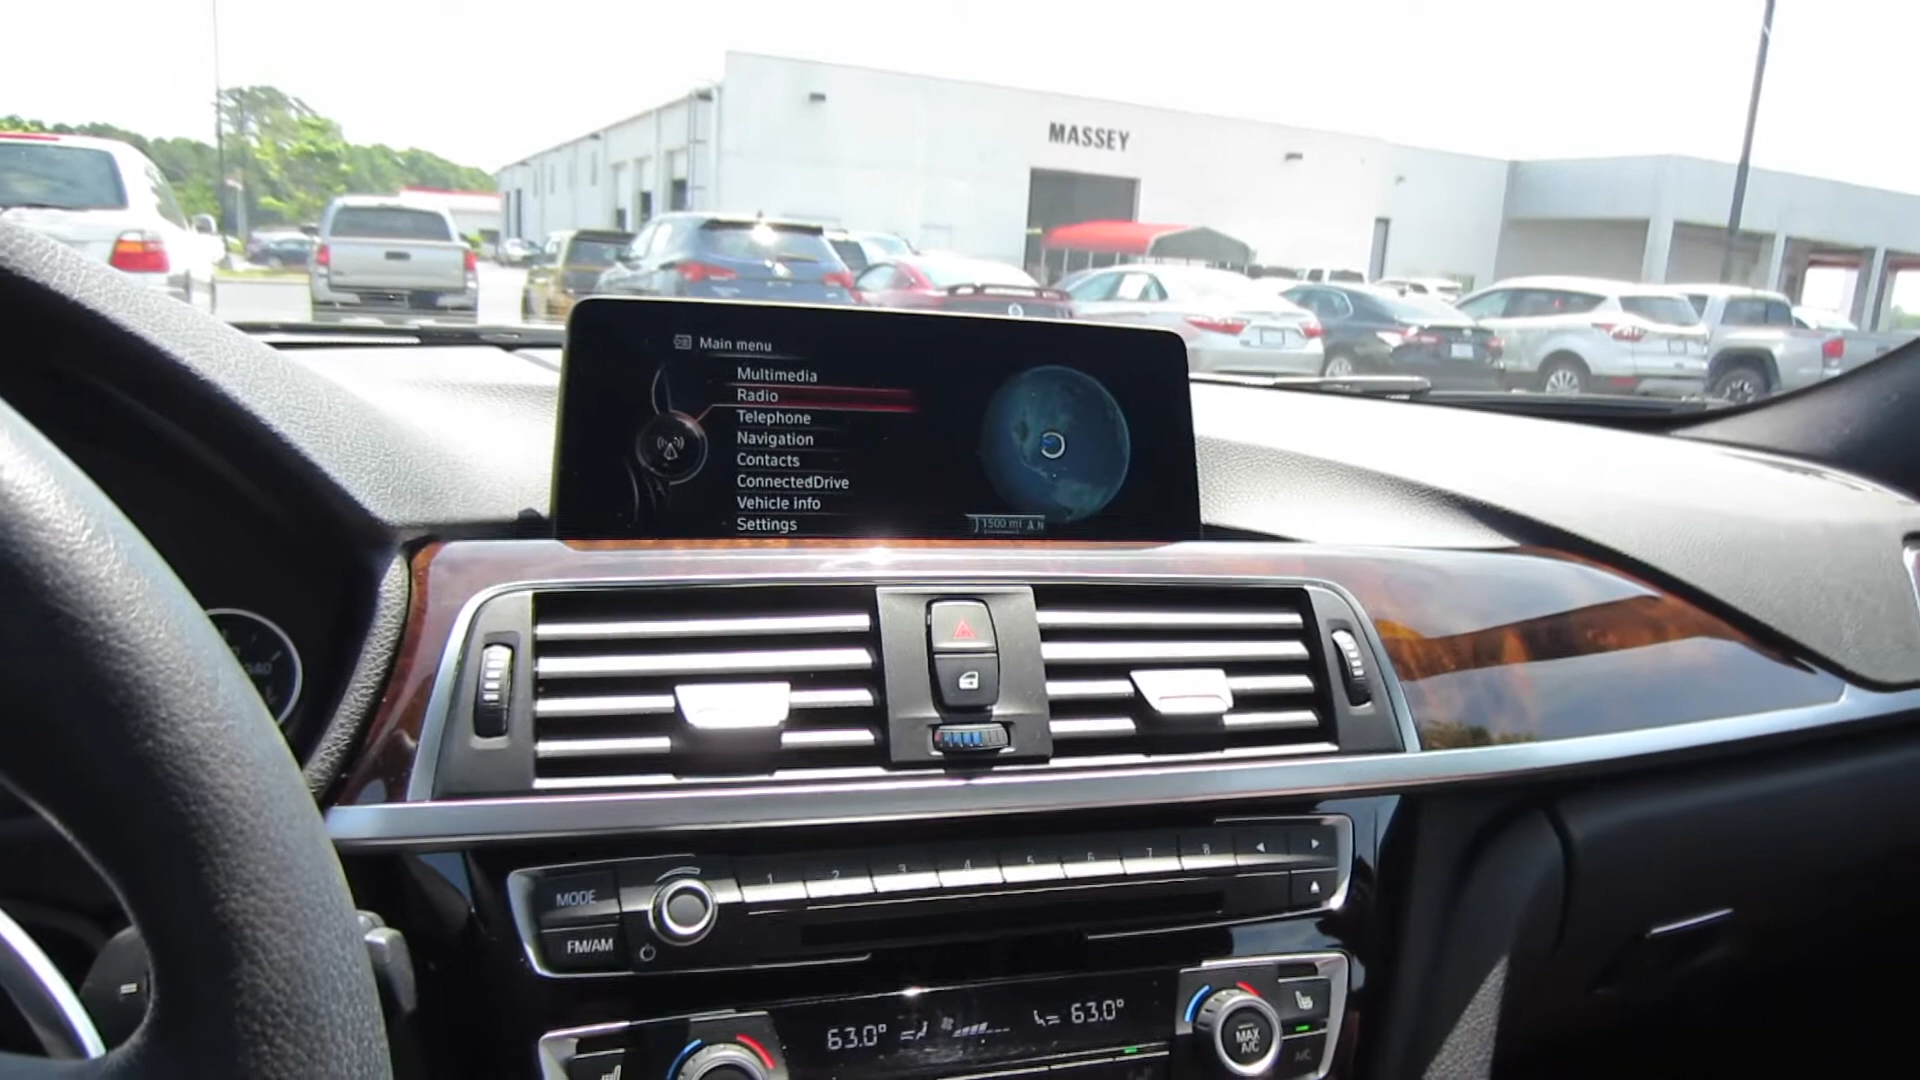 MASSEY
Main menu
Multimedia
Radio
Telephone
Navigation
Contacts
ConnectedDrive
Vehicle info
Settings
1500 mi
N
MODE
1 2 3 4 5 6 7 8
FM/AM
63.0° 63.0°
MAX
A/C
A/C